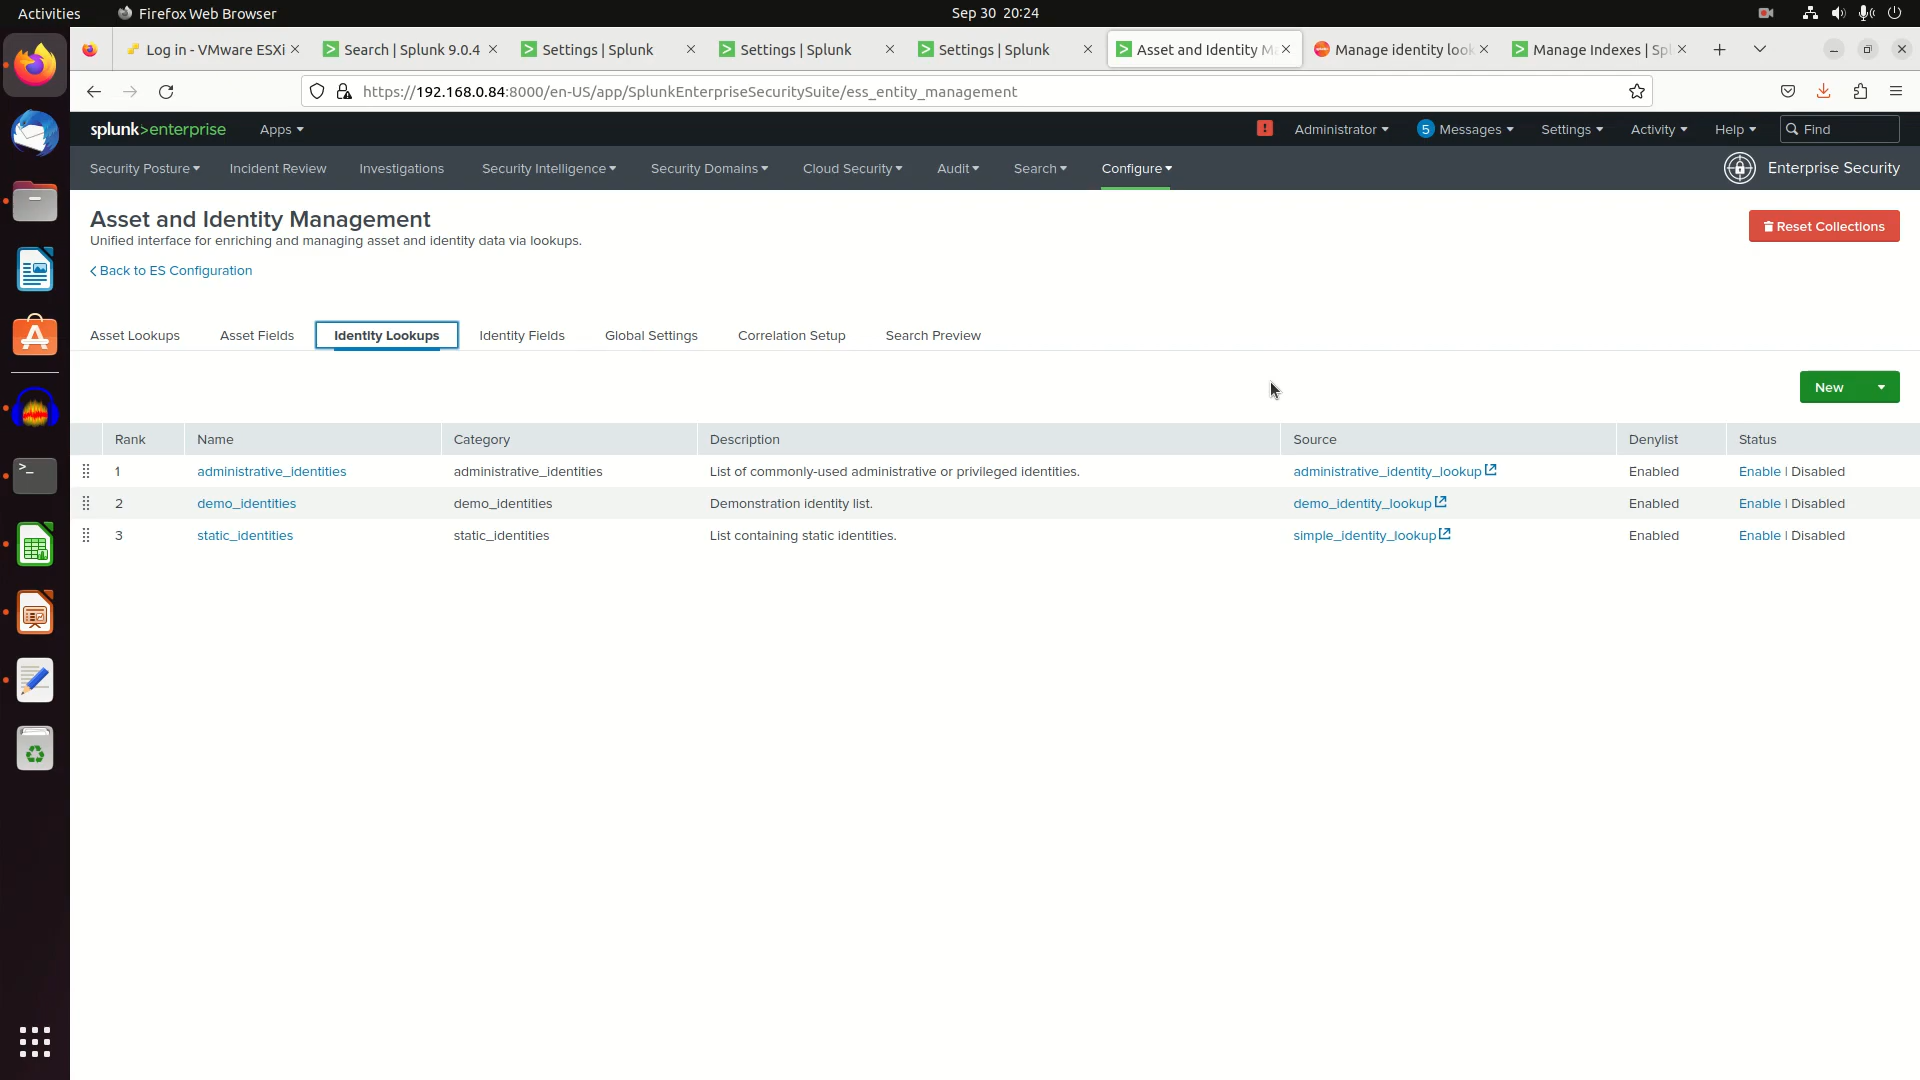 Activities
Firefox Web Browser
Sep 30 20:24
Log in - VMware ESXi
Search | Splunk 9.0.4
Settings | Splunk
Settings | Splunk
Settings | Splunk
Asset and Identity M
Manage identity look
Manage Indexes | Spl
https://192.168.0.84:8000/en-US/app/SplunkEnterpriseSecuritySuite/ess_entity_management
splunk>enterprise
Apps
!
Administrator
5 Messages
Settings
Activity
Help
Find
Security Posture
Incident Review
Investigations
Security Intelligence
Security Domains
Cloud Security
Audit
Search
Configure
Enterprise Security
Asset and Identity Management
Unified interface for enriching and managing asset and identity data via lookups.
Reset Collections
Back to ES Configuration
Asset Lookups
Asset Fields
Identity Lookups
Identity Fields
Global Settings
Correlation Setup
Search Preview
New
Rank Name Category Description Source Denylist Status
1 administrative_identities administrative_identities List of commonly-used administrative or privileged identities. administrative_identity_lookup Enabled Enable | Disabled
2 demo_identities demo_identities Demonstration identity list. demo_identity_lookup Enabled Enable | Disabled
3 static_identities static_identities List containing static identities. simple_identity_lookup Enabled Enable | Disabled